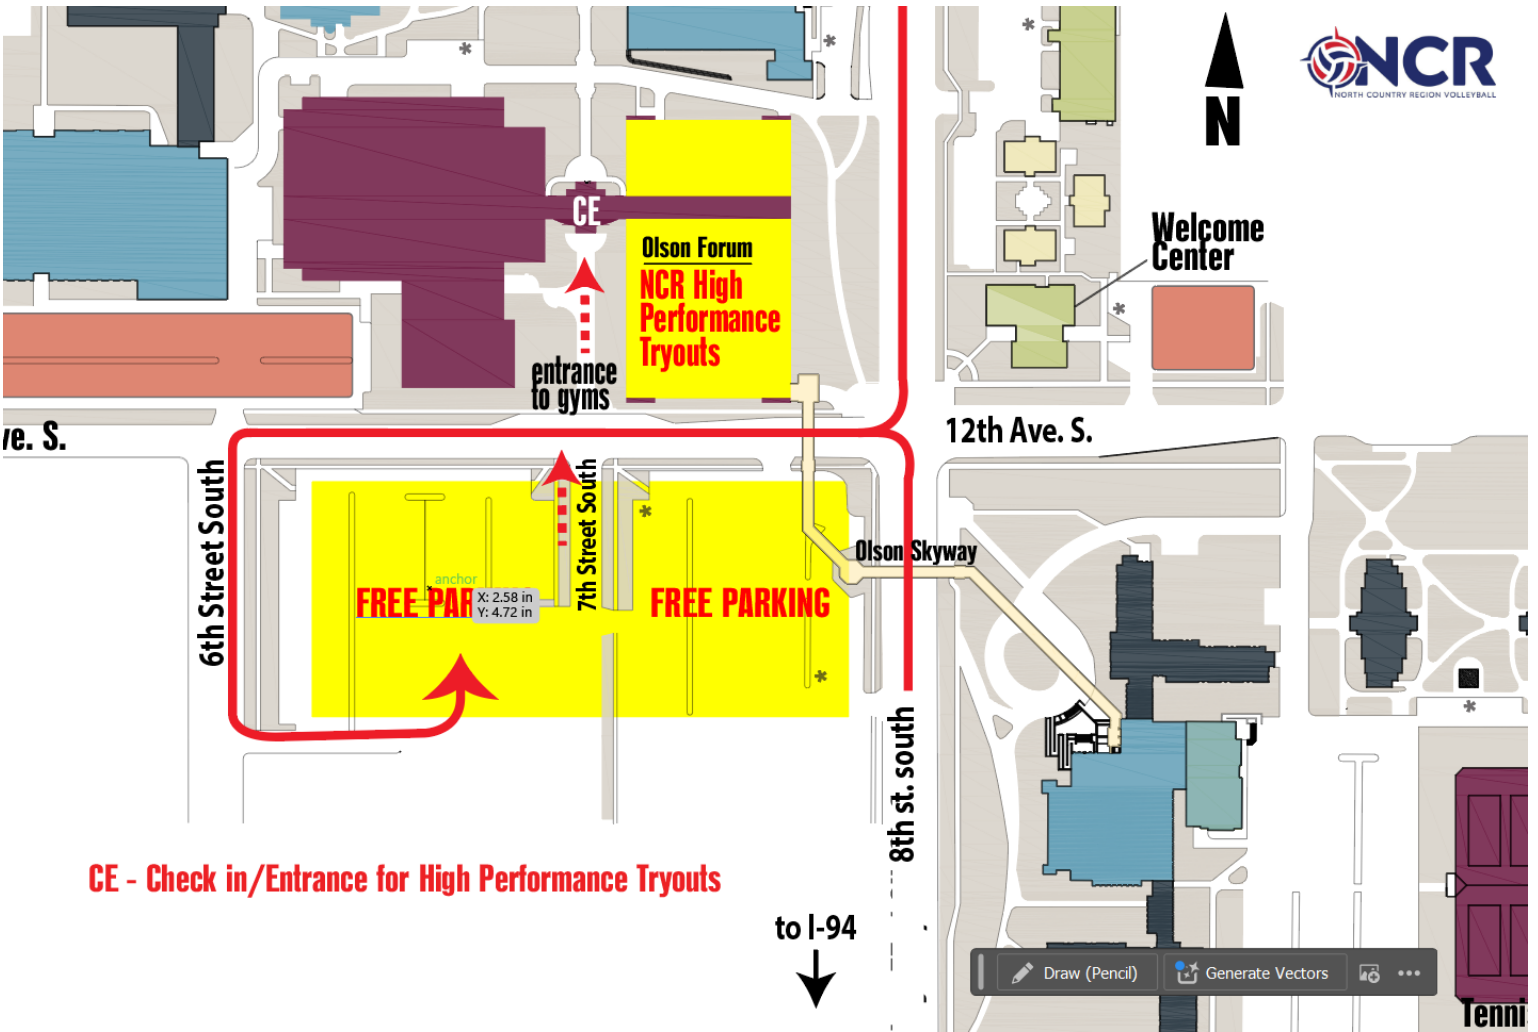 NCR
NORTH COUNTRY REGION VOLLEYBALL
N
CE
Welcome
Center
Olson Forum
NCR High
Performance
Tryouts
entrance
to gyms
ve. S.
12th Ave. S.
6th Street South
7th Street South
Olson Skyway
anchor
FREE PAR
X: 2.58 in
Y: 4.72 in
FREE PARKING
8th st. south
CE - Check in/Entrance for High Performance Tryouts
to I-94
Draw (Pencil)
Generate Vectors
Tenni